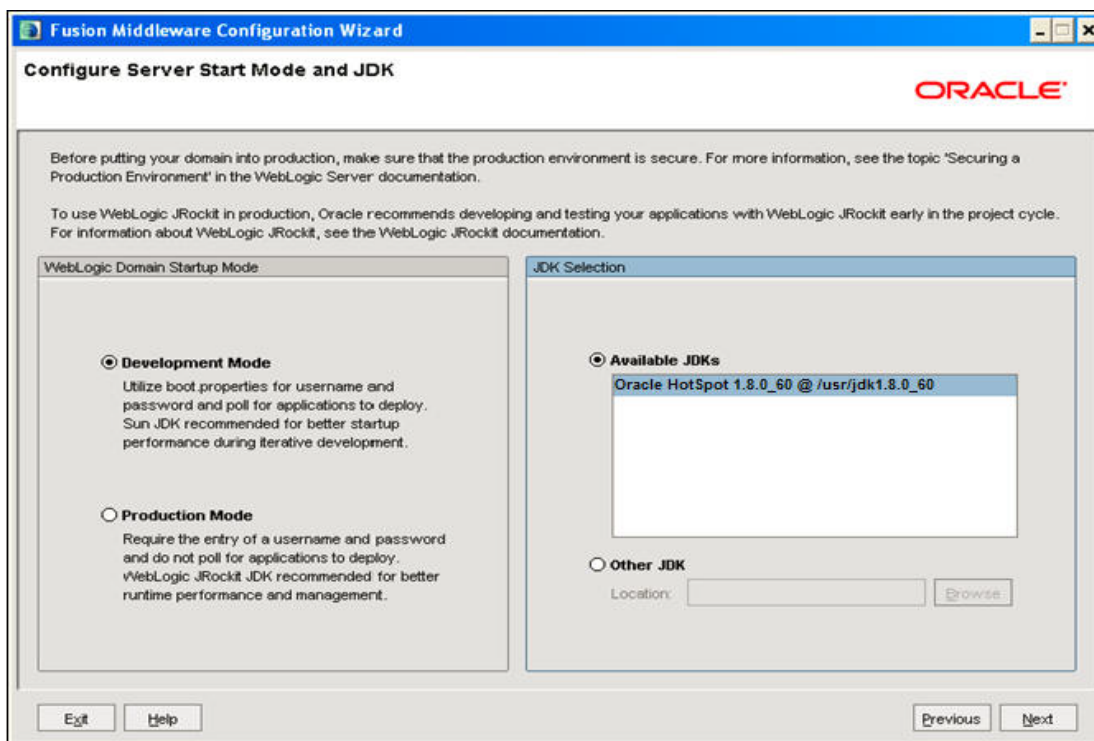 Fusion Middleware Configuration Wizard
Configure Server Start Mode and JDK
ORACLE
Before putting your domain into production, make sure that the production environment is secure. For more information, see the topic 'Securing a
Production Environment' in the WebLogic Server documentation.
To use WebLogic JRockit in production, Oracle recommends developing and testing your applications with WebLogic JRockit early in the project cycle.
For information about WebLogic JRockit, see the WebLogic JRockit documentation.
WebLogic Domain Startup Mode
Development Mode
Utilize boot.properties for username and
password and poll for applications to deploy.
Sun JDK recommended for better startup
performance during iterative development.
Production Mode
Require the entry of a username and password
and do not poll for applications to deploy.
WebLogic JRockit JDK recommended for better
runtime performance and management.
JDK Selection
Available JDKs
Oracle HotSpot 1.8.0_60 @ /usr/jdk1.8.0_60
Other JDK
Location:
Browse
Exit
Help
Previous
Next